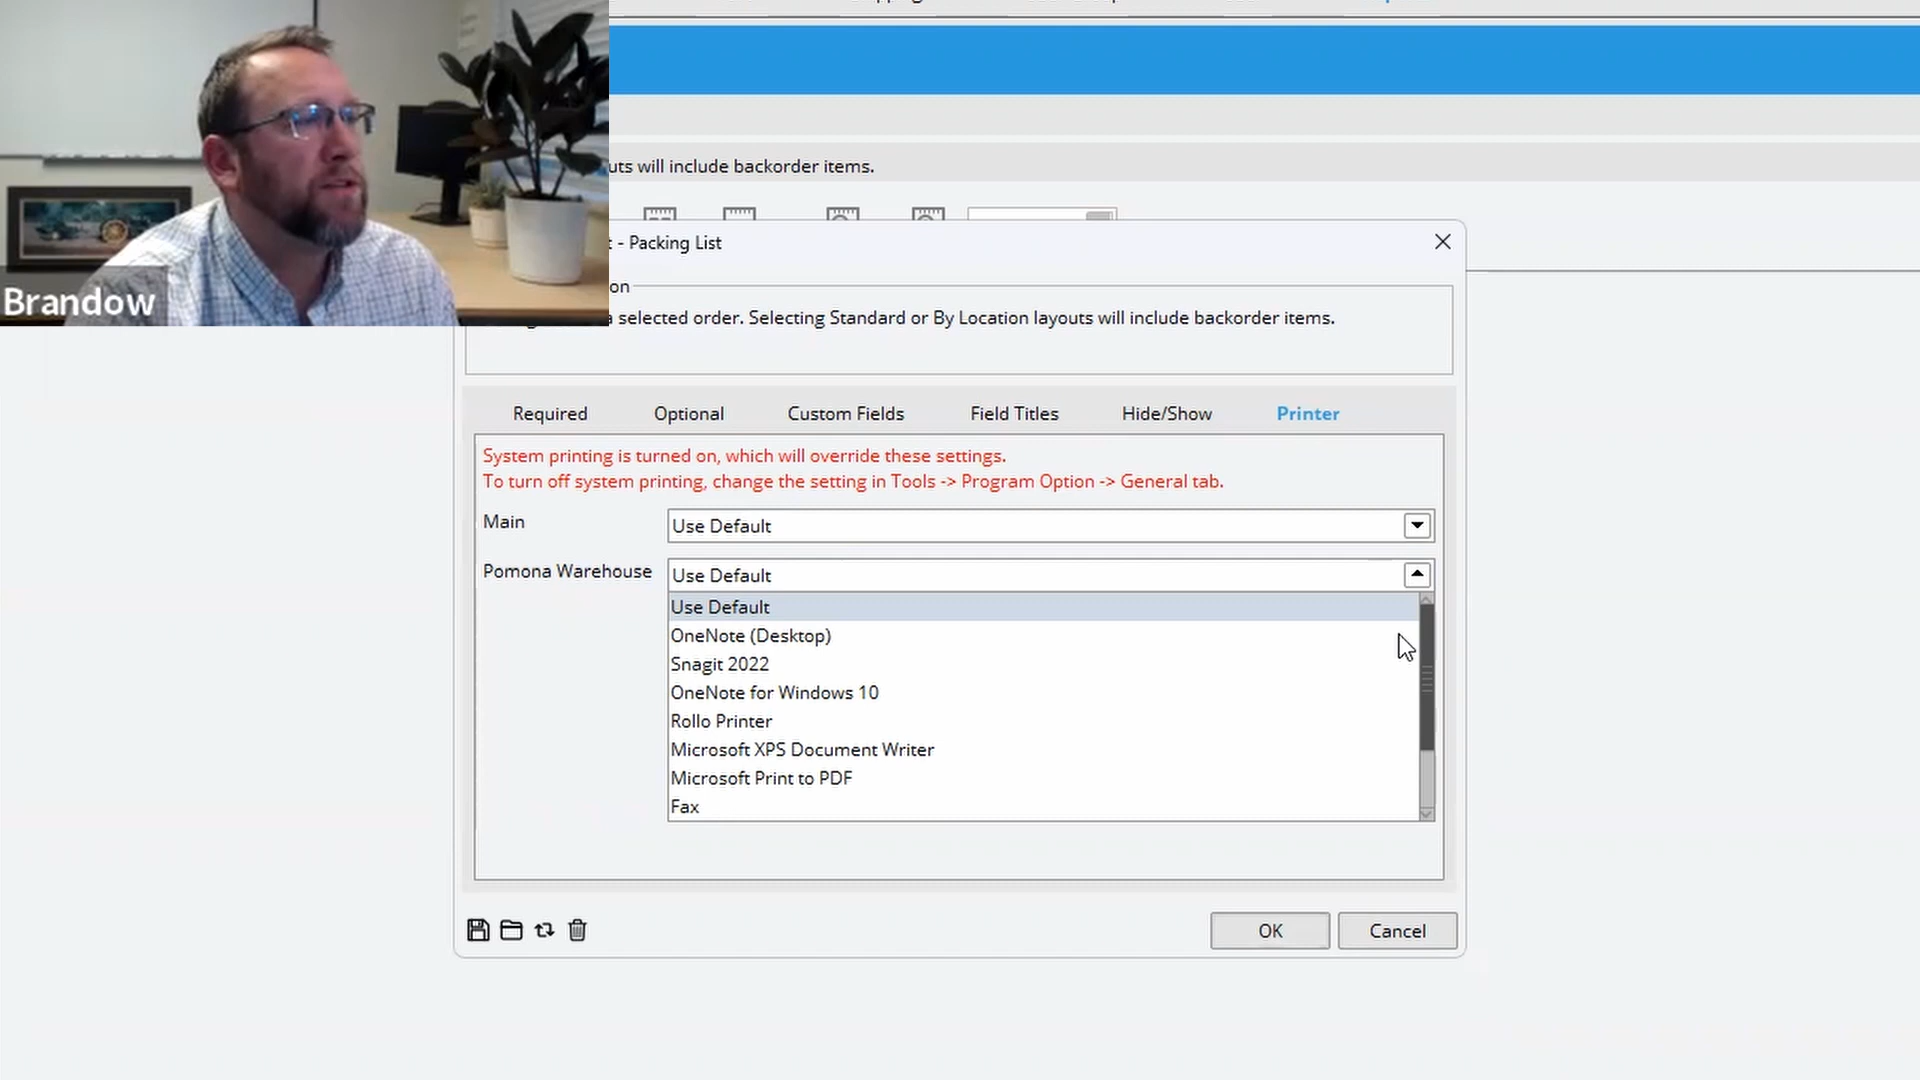 uts will include backorder items.
Brandow
t - Packing List
on
a selected order. Selecting Standard or By Location layouts will include backorder items.
Required Optional Custom Fields Field Titles Hide/Show Printer
System printing is turned on, which will override these settings.
To turn off system printing, change the setting in Tools -> Program Option -> General tab.
Main Use Default
Pomona Warehouse Use Default
Use Default
OneNote (Desktop)
Snagit 2022
OneNote for Windows 10
Rollo Printer
Microsoft XPS Document Writer
Microsoft Print to PDF
Fax
OK Cancel